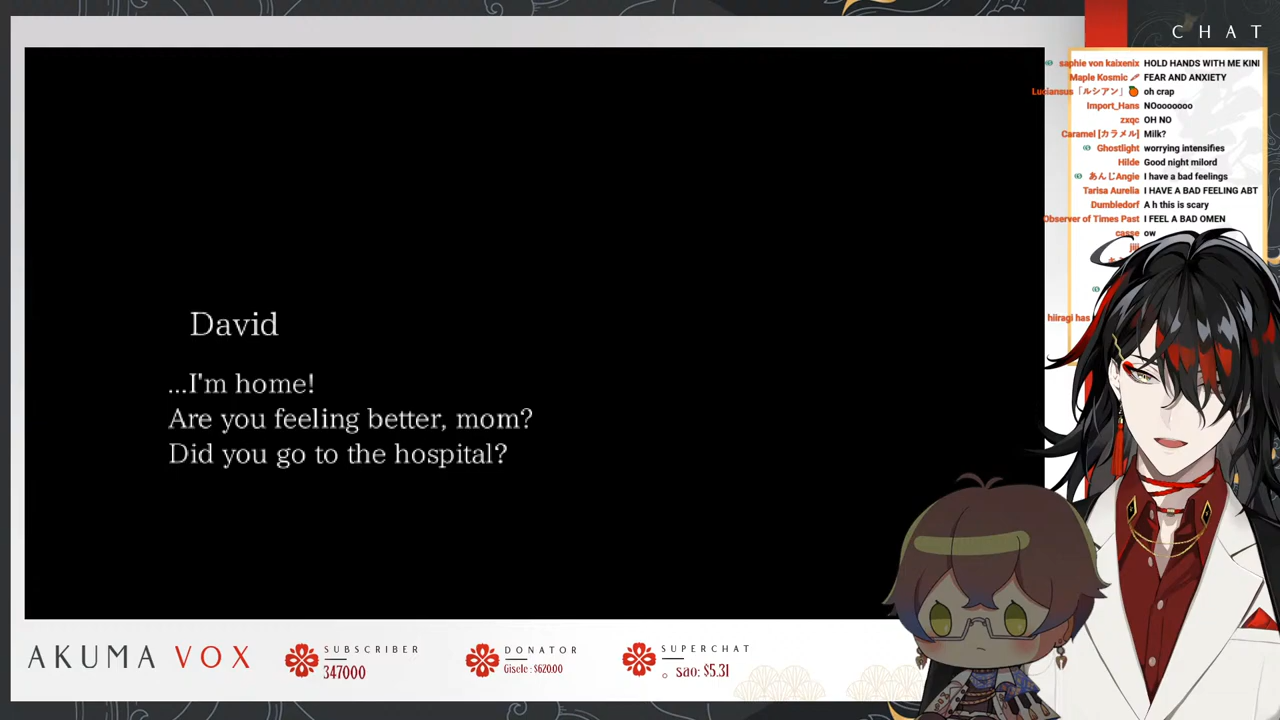 CHAT
saphie von kaixenix HOLD HANDS WITH ME KINI
Maple Kosmic FEAR AND ANXIETY
Luciansus「ルシアン」 oh crap
Import_Hans NOooooooo
zxqc OH NO
Caramel [カラメル] Milk?
Ghostlight worrying intensifies
Hilde Good night milord
あんじAngie I have a bad feelings
Tarisa Aurelia I HAVE A BAD FEELING ABT
Dumbledorf A h this is scary
Observer of Times Past I FEEL A BAD OMEN
casse ow
hiiragi has
David
...I'm home!
Are you feeling better, mom?
Did you go to the hospital?
AKUMA VOX
SUBSCRIBER
347000
DONATOR
Gisele : $620.00
SUPERCHAT
。 sao: $5.31